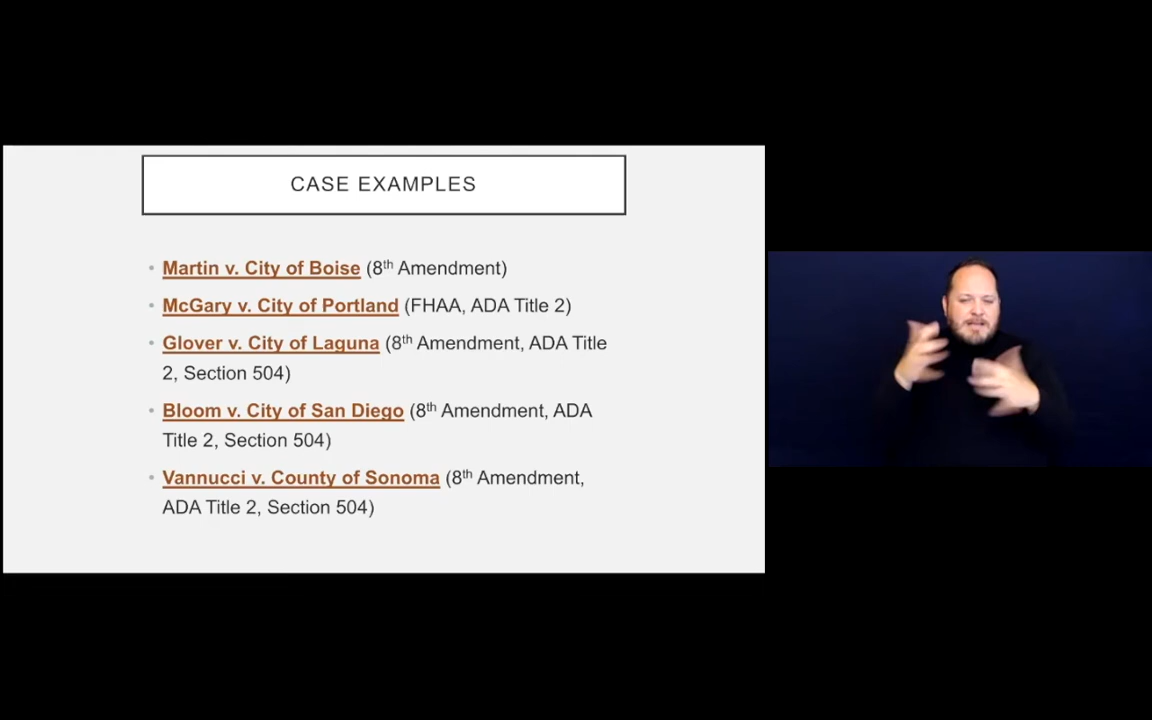 CASE EXAMPLES
• Martin v. City of Boise (8th Amendment)
• McGary v. City of Portland (FHAA, ADA Title 2)
• Glover v. City of Laguna (8th Amendment, ADA Title
2, Section 504)
• Bloom v. City of San Diego (8th Amendment, ADA
Title 2, Section 504)
• Vannucci v. County of Sonoma (8th Amendment,
ADA Title 2, Section 504)